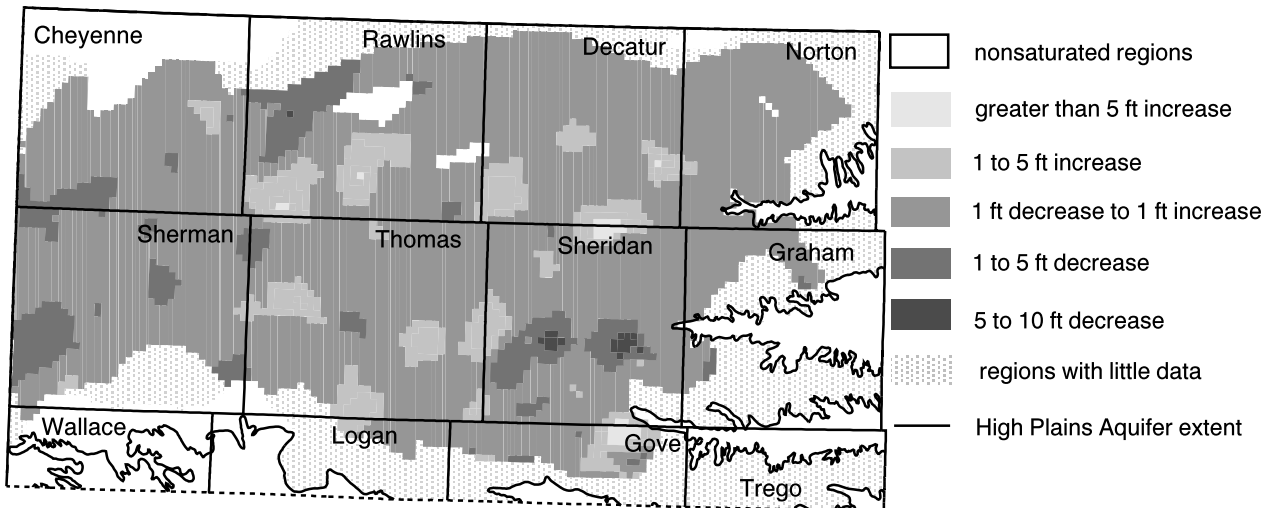 Cheyenne
Rawlins
Decatur
Norton
Sherman
Thomas
Sheridan
Graham
Wallace
Logan
Gove
Trego
nonsaturated regions
greater than 5 ft increase
1 to 5 ft increase
1 ft decrease to 1 ft increase
1 to 5 ft decrease
5 to 10 ft decrease
regions with little data
High Plains Aquifer extent